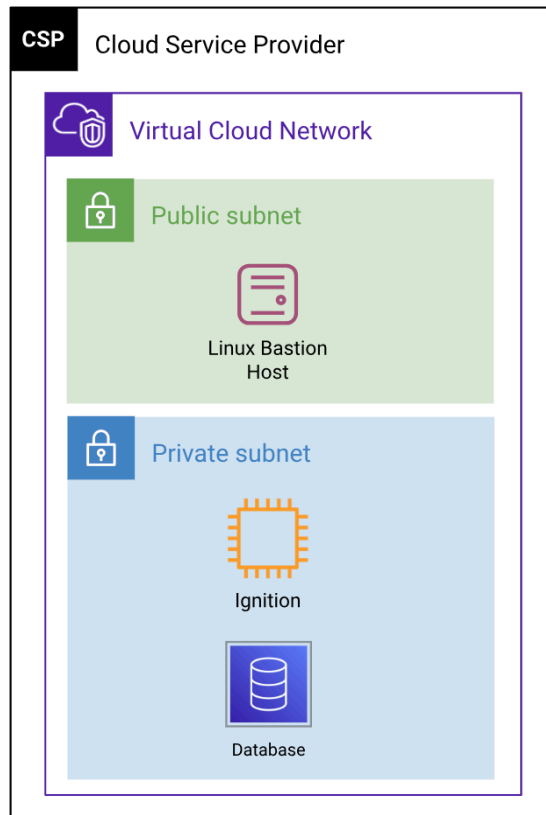 CSP
Cloud Service Provider
Virtual Cloud Network
Public subnet
Linux Bastion
Host
Private subnet
Ignition
Database